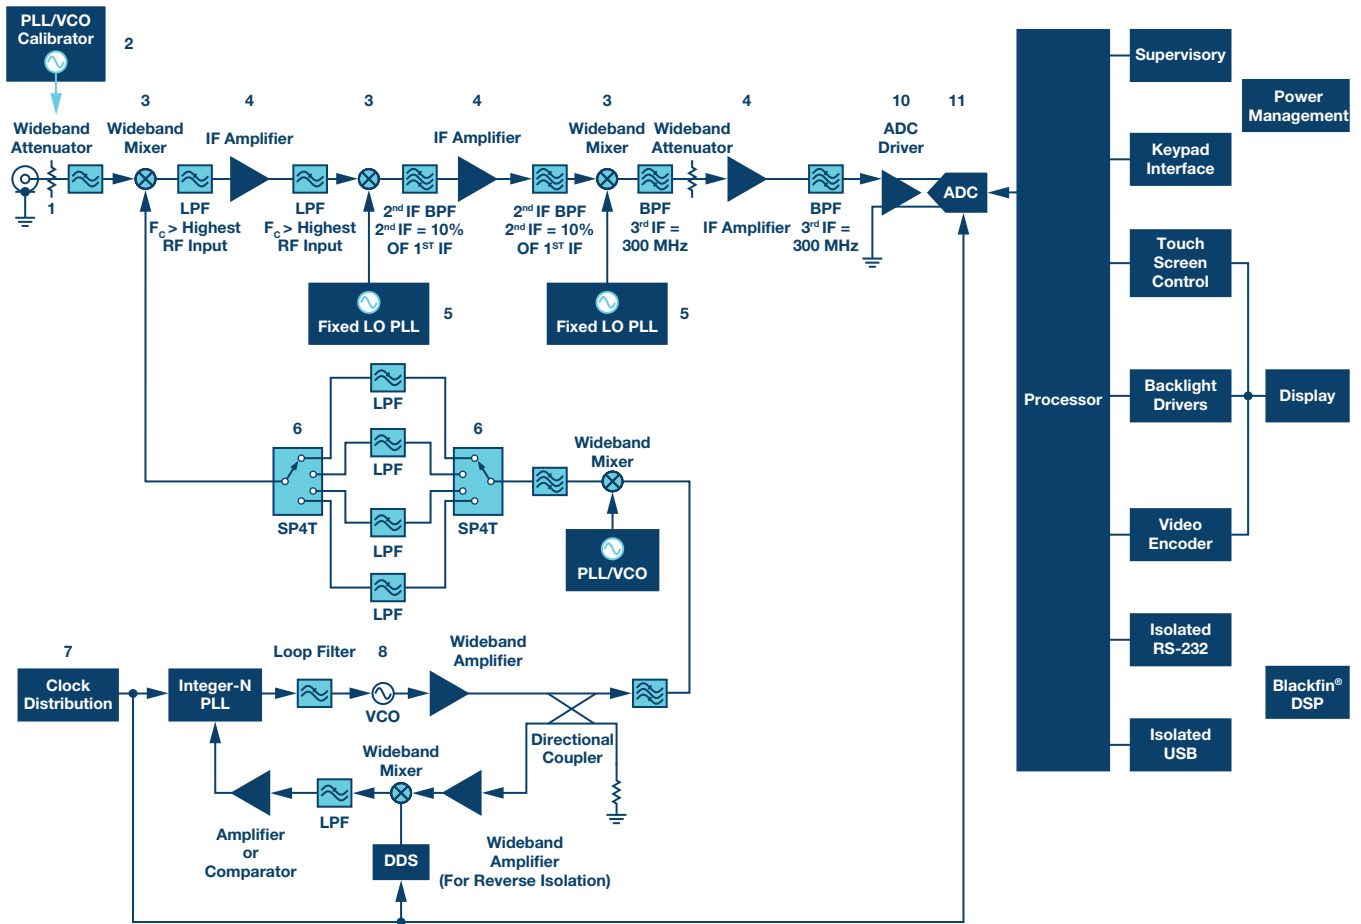 PLL/VCO
Calibrator
2
3
4
3
4
3
4
10
11
Wideband
Attenuator
Wideband
Mixer
IF Amplifier
IF Amplifier
Wideband
Mixer
Wideband
Attenuator
ADC
Driver
ADC
1
LPF
F_C > Highest
RF Input
LPF
F_C > Highest
RF Input
2nd IF BPF
2nd IF = 10%
OF 1ST IF
2nd IF BPF
2nd IF = 10%
OF 1ST IF
BPF
3rd IF =
300 MHz
IF Amplifier
BPF
3rd IF =
300 MHz
Fixed LO PLL
5
Fixed LO PLL
5
LPF
LPF
LPF
LPF
6
SP4T
6
SP4T
Wideband
Mixer
PLL/VCO
7
Clock
Distribution
Integer-N
PLL
Loop Filter
8
VCO
Wideband
Amplifier
Directional
Coupler
Wideband
Mixer
LPF
Amplifier
or
Comparator
DDS
Wideband
Amplifier
(For Reverse Isolation)
Processor
Supervisory
Power
Management
Keypad
Interface
Touch
Screen
Control
Backlight
Drivers
Display
Video
Encoder
Isolated
RS-232
Blackfin®
DSP
Isolated
USB